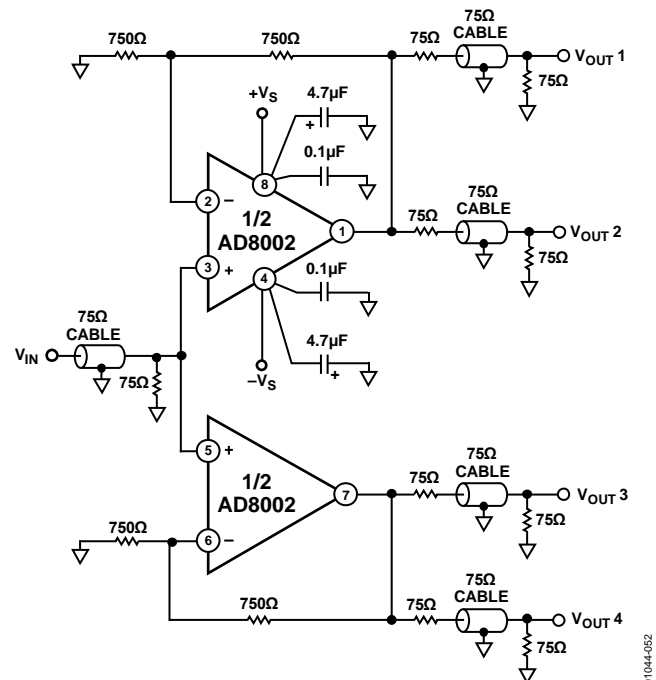 750Ω
750Ω
75Ω
75Ω
CABLE
VOUT 1
75Ω
+VS
4.7µF
+
0.1µF
8
2
−
1/2
AD8002
1
75Ω
75Ω
CABLE
VOUT 2
75Ω
3
+
4
0.1µF
4.7µF
+
−VS
75Ω
CABLE
VIN
75Ω
5
+
1/2
AD8002
7
75Ω
75Ω
CABLE
VOUT 3
75Ω
750Ω
6
−
750Ω
75Ω
75Ω
CABLE
VOUT 4
75Ω
01044-052